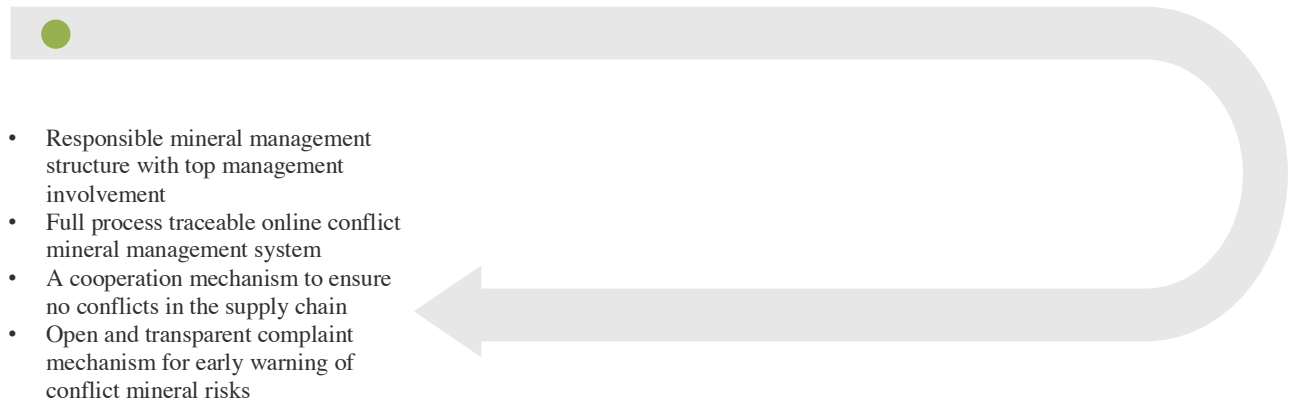 • Responsible mineral management
structure with top management
involvement
• Full process traceable online conflict
mineral management system
• A cooperation mechanism to ensure
no conflicts in the supply chain
• Open and transparent complaint
mechanism for early warning of
conflict mineral risks